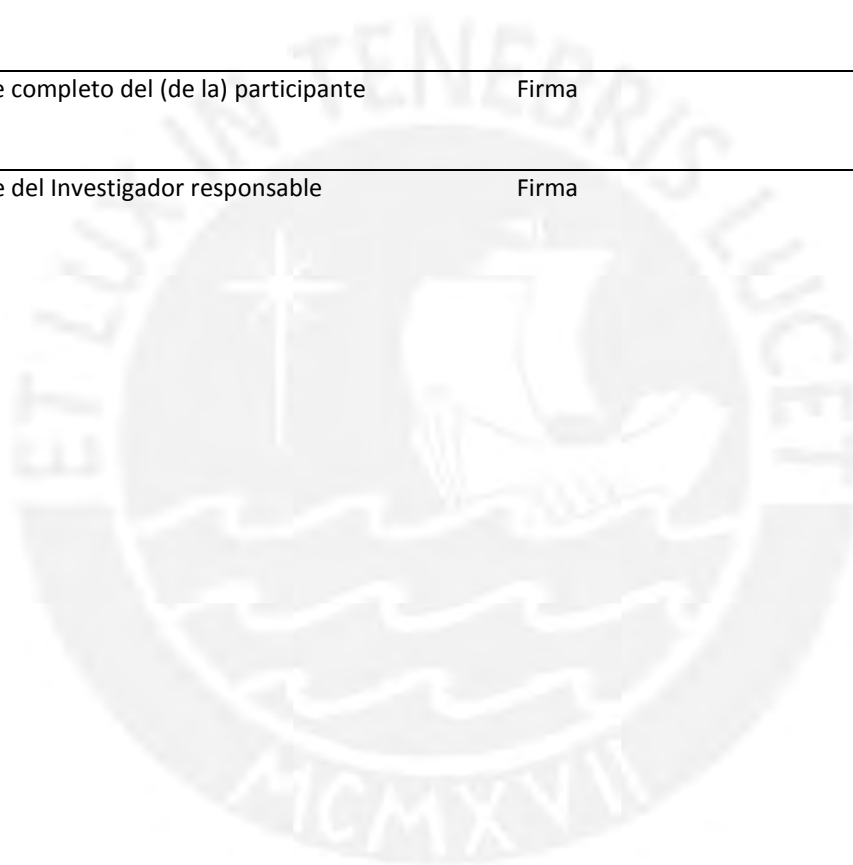 e completo del (de la) participante Firma
e del Investigador responsable Firma
ET LUX IN TENEBRIS LUCET
MCMXVII